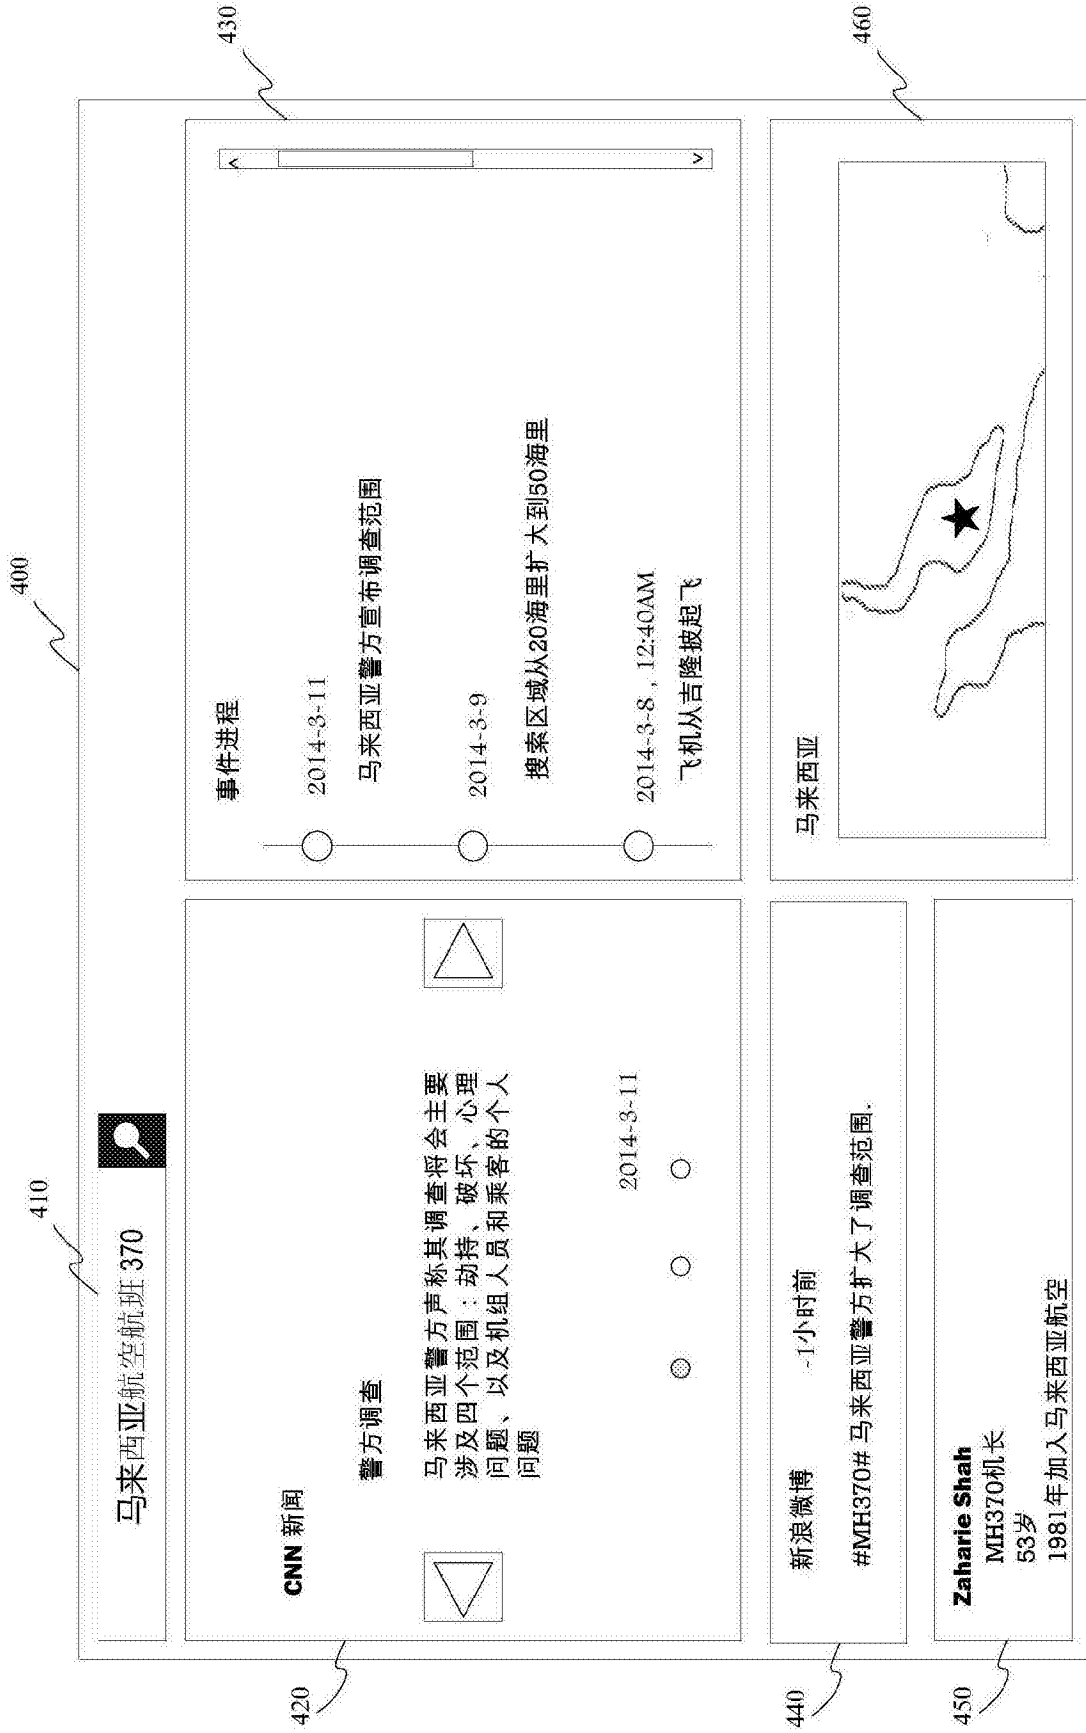 400
410
马来西亚航空航班 370
420
CNN 新闻
警方调查
马来西亚警方声称其调查将会主要
涉及四个范围：劫持、破坏、心理
问题、以及机组人员和乘客的个人
问题
2014-3-11
430
事件进程
2014-3-11
马来西亚警方宣布调查范围
2014-3-9
搜索区域从20海里扩大到50海里
2014-3-8，12:40AM
飞机从吉隆披起飞
440
新浪微博 ~1小时前
#MH370# 马来西亚警方扩大了调查范围.
450
Zaharie Shah
MH370机长
53岁
1981年加入马来西亚航空
460
马来西亚